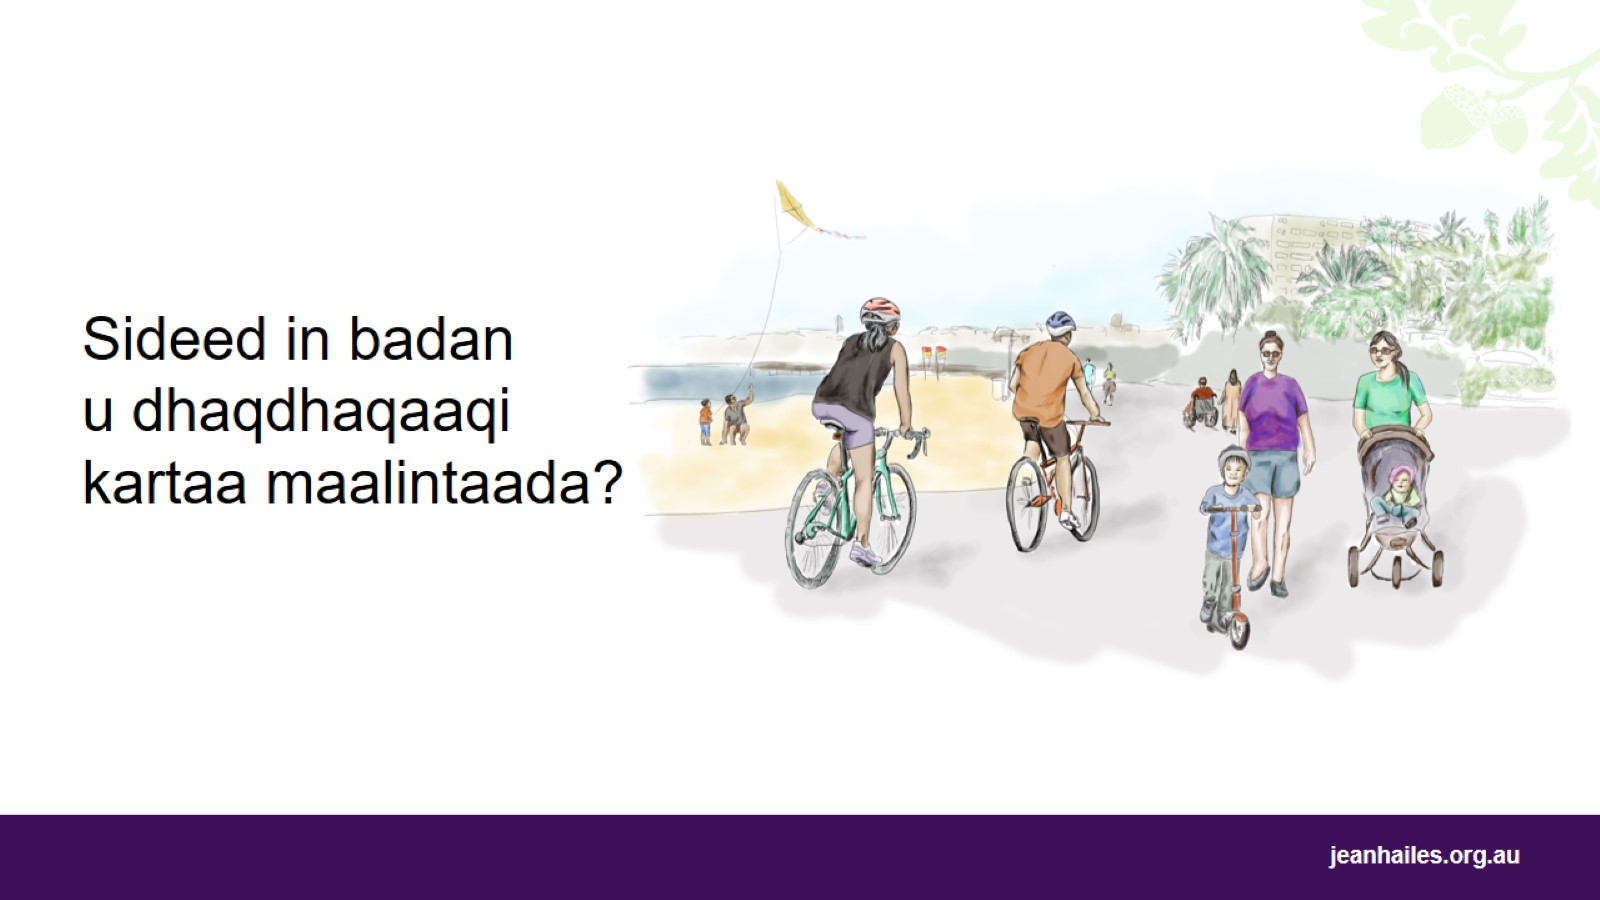 Sideed in badan
u dhaqdhaqaaqi
kartaa maalintaada?
jeanhailes.org.au